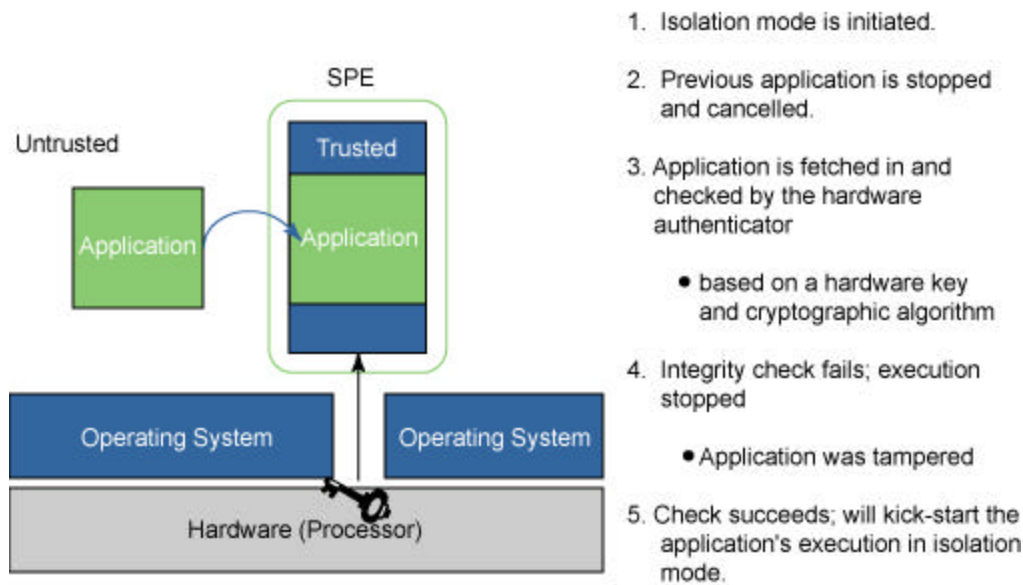 SPE
Untrusted
Trusted
Application
Application
Operating System
Operating System
Hardware (Processor)
1. Isolation mode is initiated.
2. Previous application is stopped
and cancelled.
3. Application is fetched in and
checked by the hardware
authenticator
• based on a hardware key
and cryptographic algorithm
4. Integrity check fails; execution
stopped
• Application was tampered
5. Check succeeds; will kick-start the
application's execution in isolation
mode.